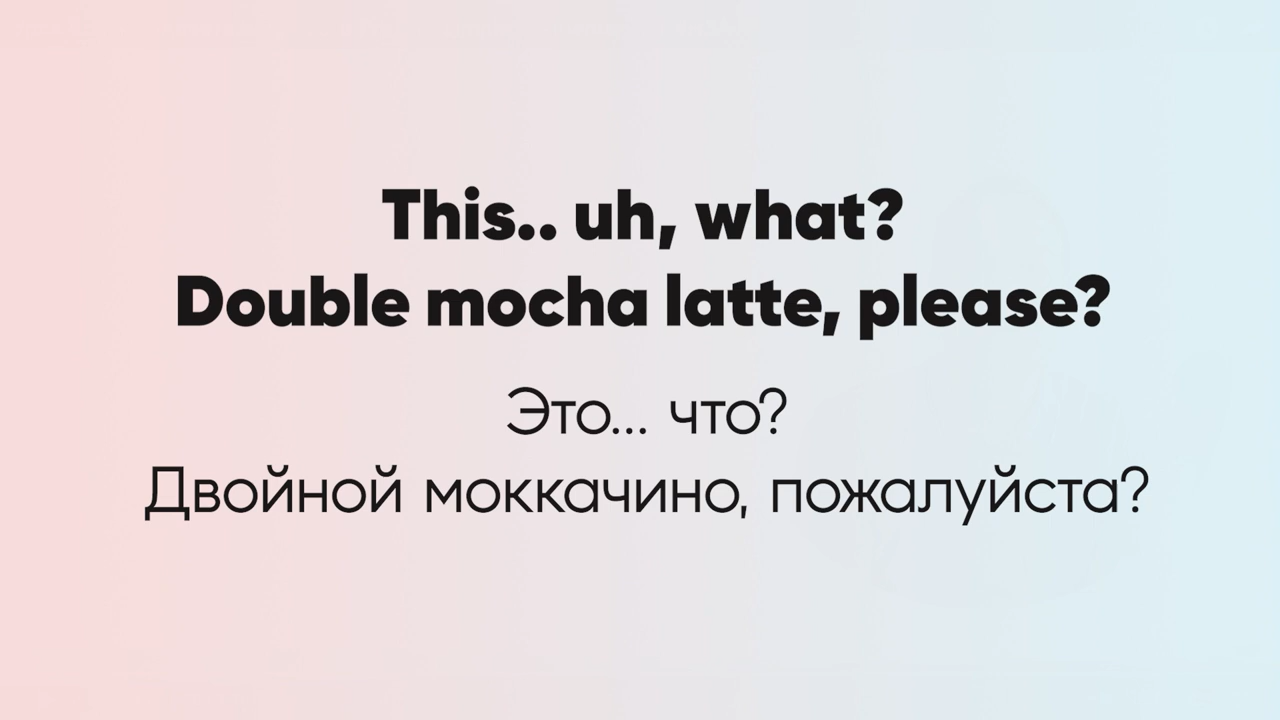 This.. uh, what?
Double mocha latte, please?
Это... что?
Двойной моккачино, пожалуйста?